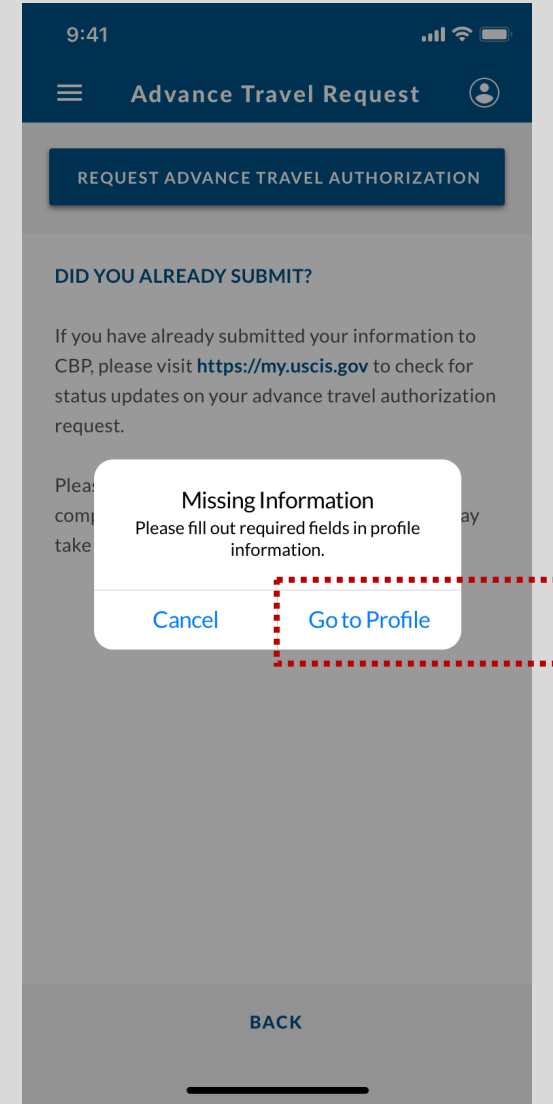 9:41
Advance Travel Request
REQUEST ADVANCE TRAVEL AUTHORIZATION
DID YOU ALREADY SUBMIT?
If you have already submitted your information to
CBP, please visit https://my.uscis.gov to check for
status updates on your advance travel authorization
request.
Missing Information
Please fill out required fields in profile
information.
take
Cancel
Go to Profile
BACK